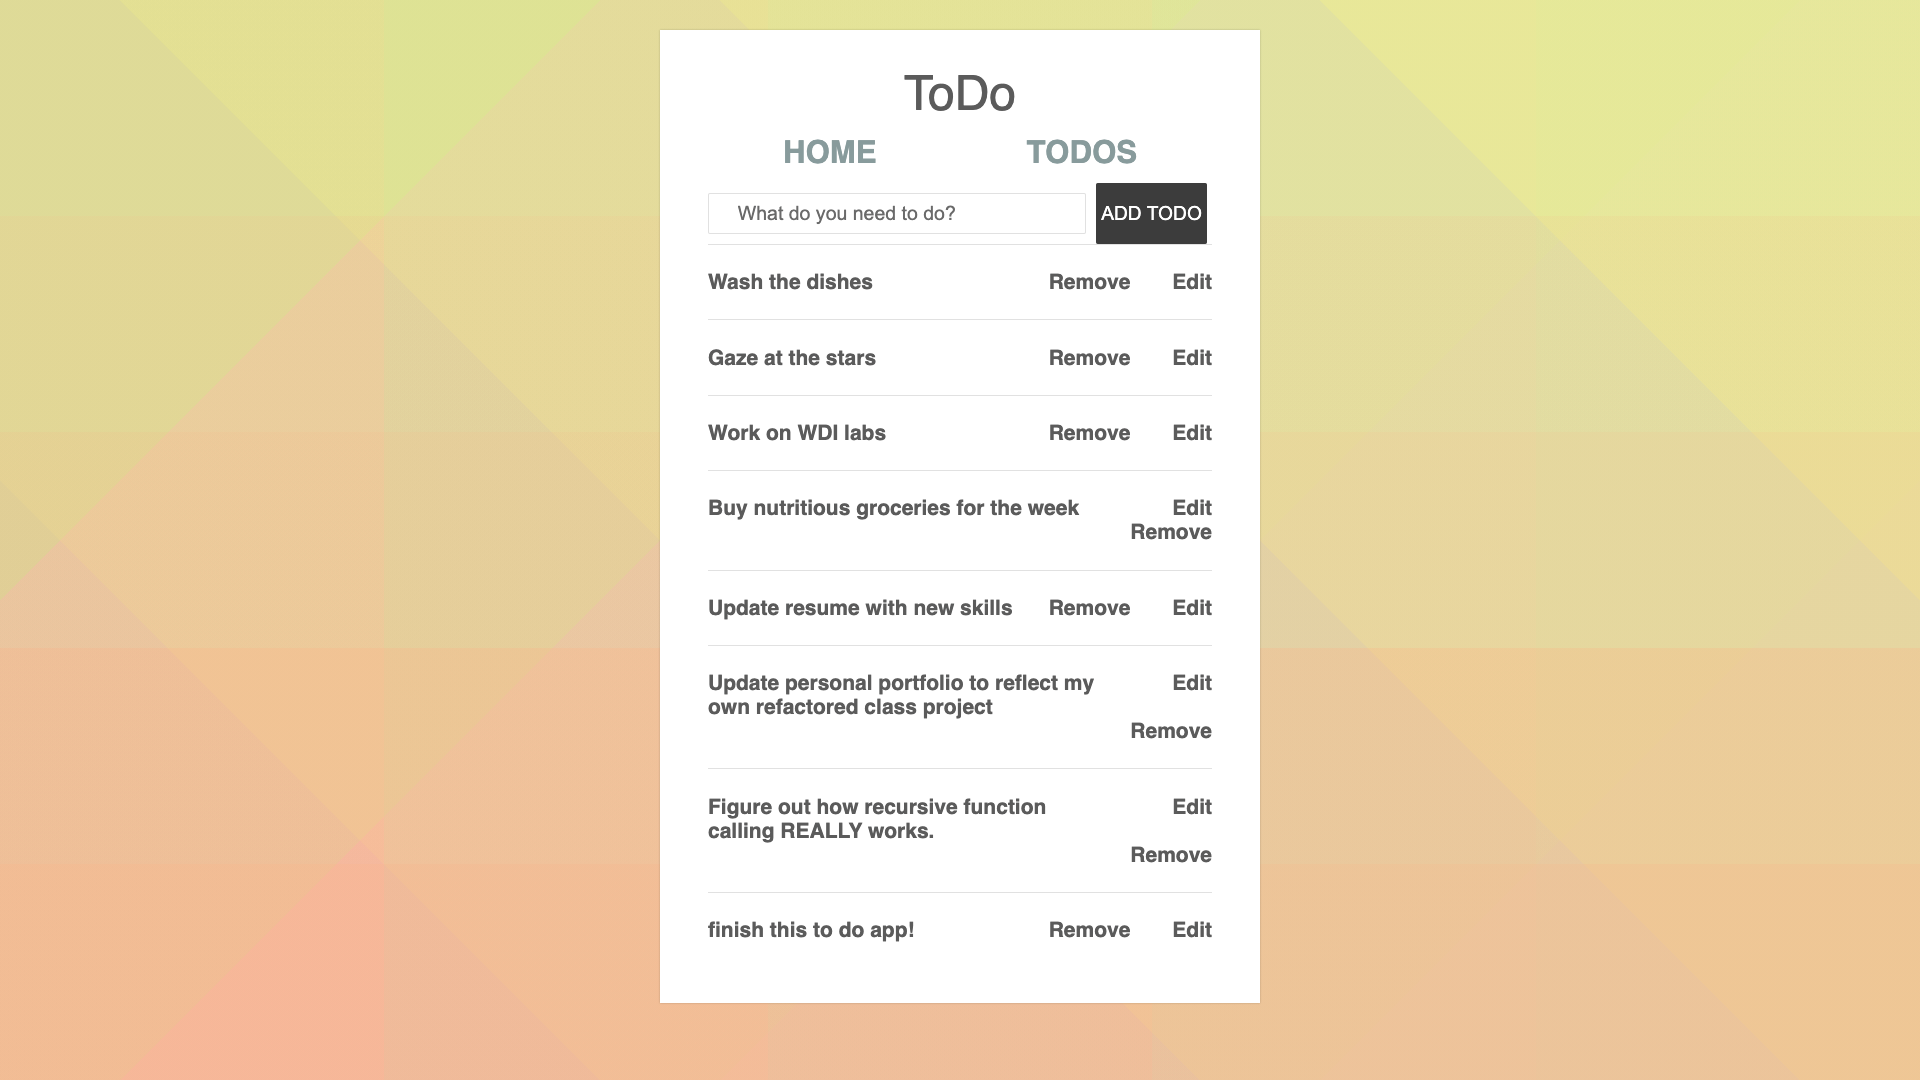 ToDo
HOME TODOS
What do you need to do? ADD TODO
Wash the dishes Remove Edit
Gaze at the stars Remove Edit
Work on WDI labs Remove Edit
Buy nutritious groceries for the week Edit
Remove
Update resume with new skills Remove Edit
Update personal portfolio to reflect my Edit
own refactored class project
Remove
Figure out how recursive function Edit
calling REALLY works.
Remove
finish this to do app! Remove Edit